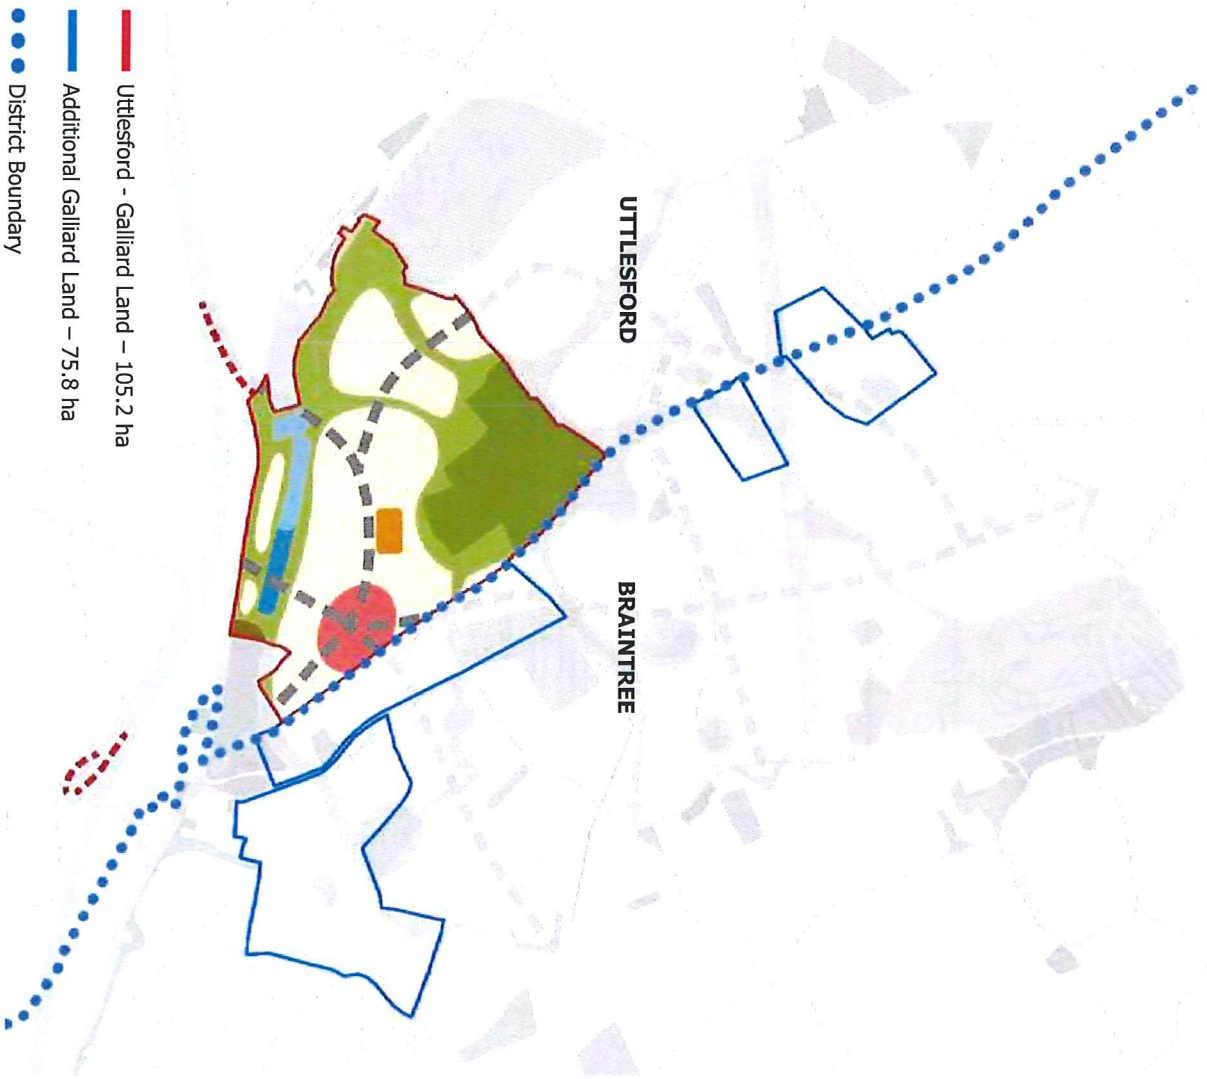 UTTLESFORD
BRAINTREE
Uttlesford - Galliard Land – 105.2 ha
Additional Galliard Land – 75.8 ha
District Boundary